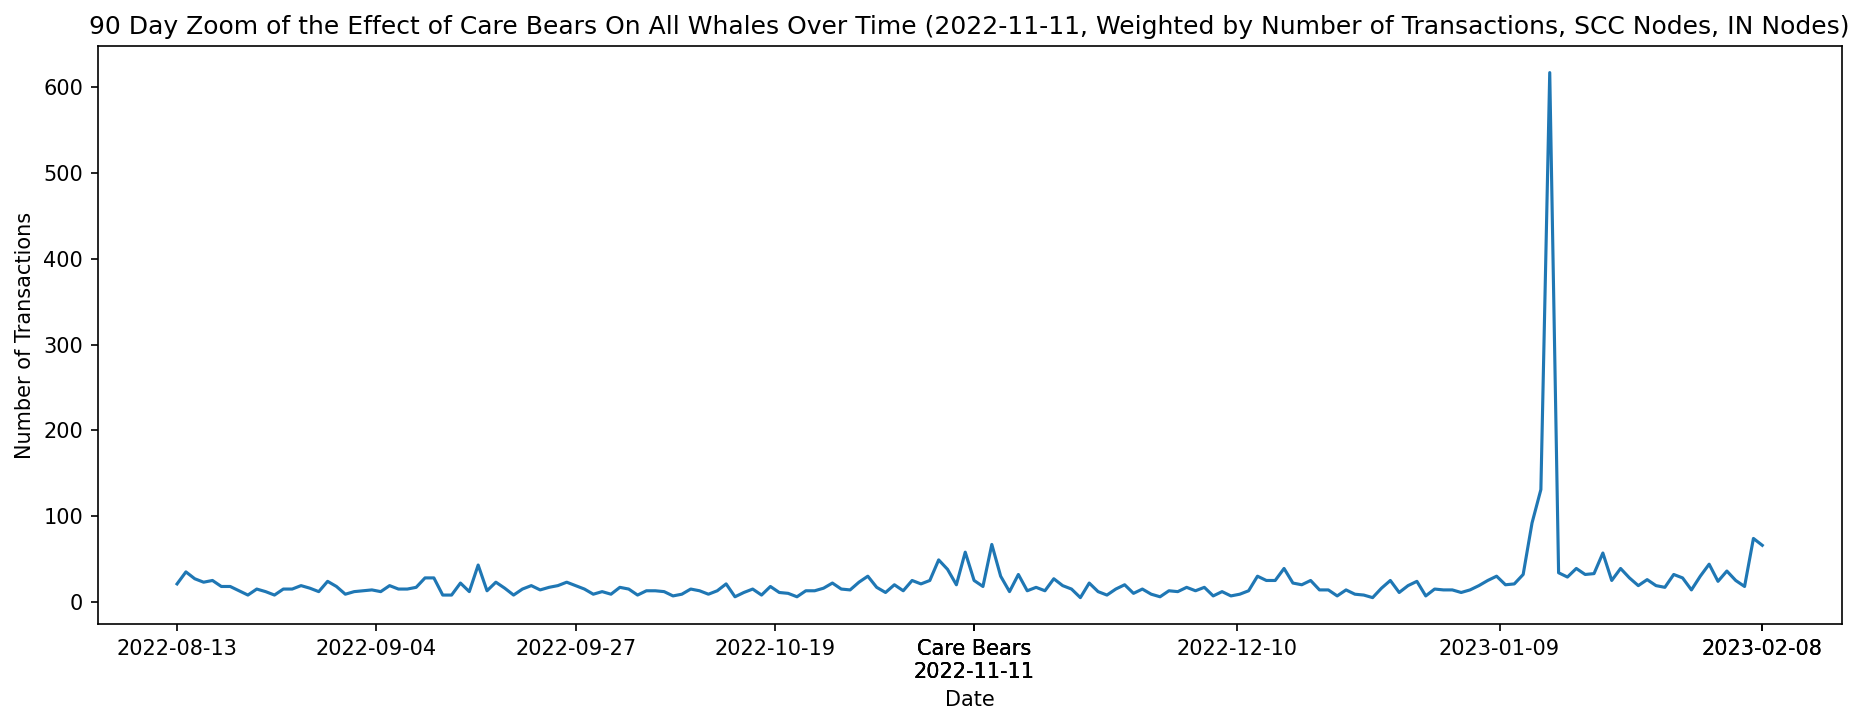 90 Day Zoom of the Effect of Care Bears On All Whales Over Time (2022-11-11, Weighted by Number of Transactions, SCC Nodes, IN Nodes)
Number of Transactions
600
500
400
300
200
100
0
2022-08-13 2022-09-04 2022-09-27 2022-10-19 Care Bears 2022-12-10 2023-01-09 2023-02-08
2022-11-11
Date